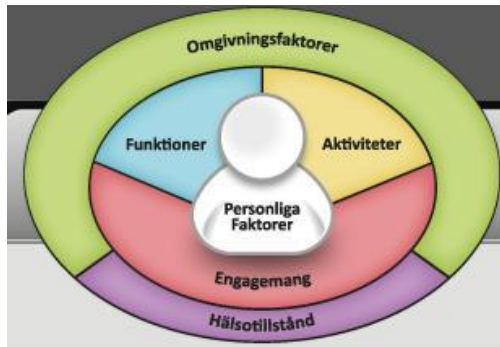 Omgivningsfaktorer
Funktioner
Aktiviteter
Personliga
Faktorer
Engagemang
Hälsotillstånd